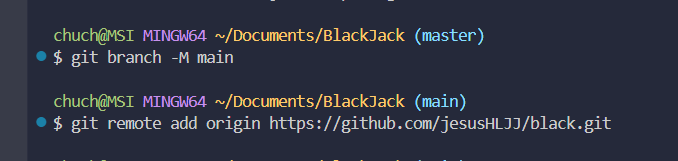 chuch@MSI MINGW64 ~/Documents/BlackJack (master)
$ git branch -M main
chuch@MSI MINGW64 ~/Documents/BlackJack (main)
$ git remote add origin https://github.com/jesusHLJJ/black.git